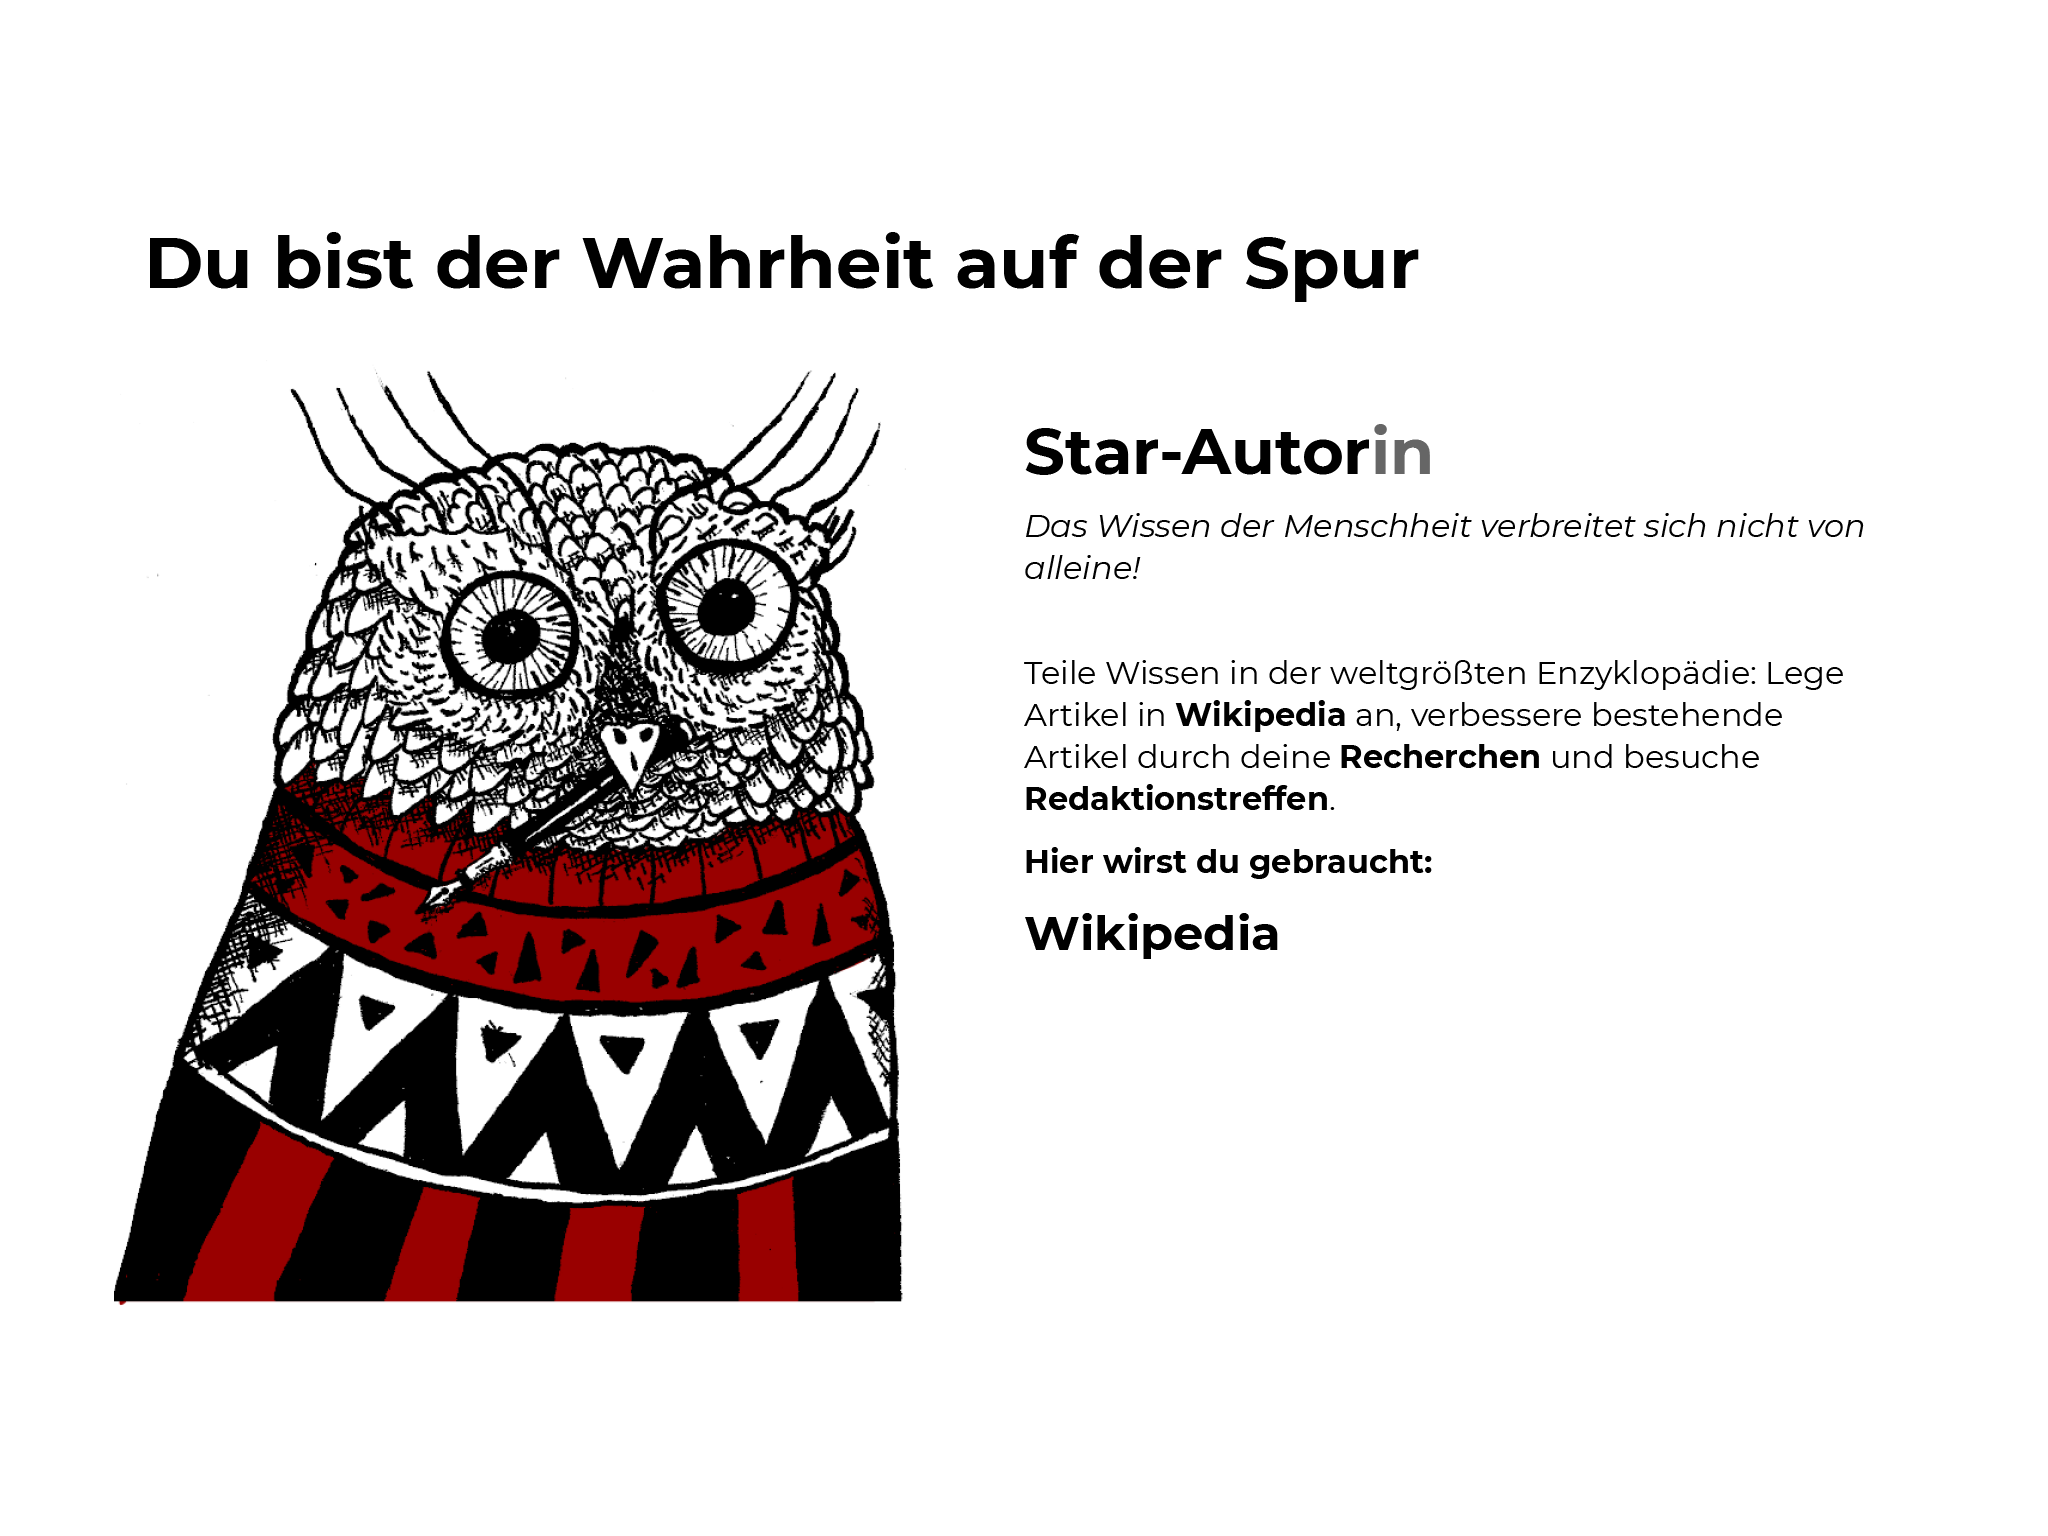 Du bist der Wahrheit auf der Spur
Star-Autorin
Das Wissen der Menschheit verbreitet sich nicht von
alleine!
Teile Wissen in der weltgrößten Enzyklopädie: Lege
Artikel in Wikipedia an, verbessere bestehende
Artikel durch deine Recherchen und besuche
Redaktionstreffen.
Hier wirst du gebraucht:
Wikipedia